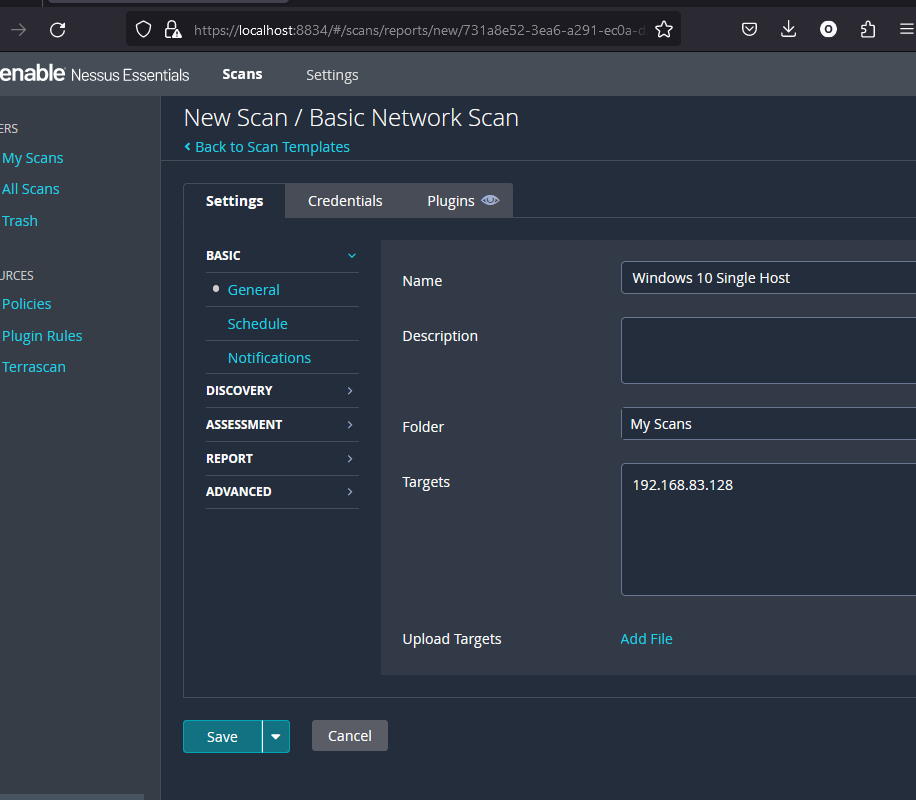 https://localhost:8834/#/scans/reports/new/731a8e52-3ea6-a291-ec0a-d
enable Nessus Essentials Scans Settings
New Scan / Basic Network Scan
Back to Scan Templates
ERS
My Scans
All Scans
Trash
URCES
Policies
Plugin Rules
Terrascan
Settings Credentials Plugins
BASIC
General
Schedule
Notifications
DISCOVERY
ASSESSMENT
REPORT
ADVANCED
Name Windows 10 Single Host
Description
Folder My Scans
Targets 192.168.83.128
Upload Targets Add File
Save Cancel